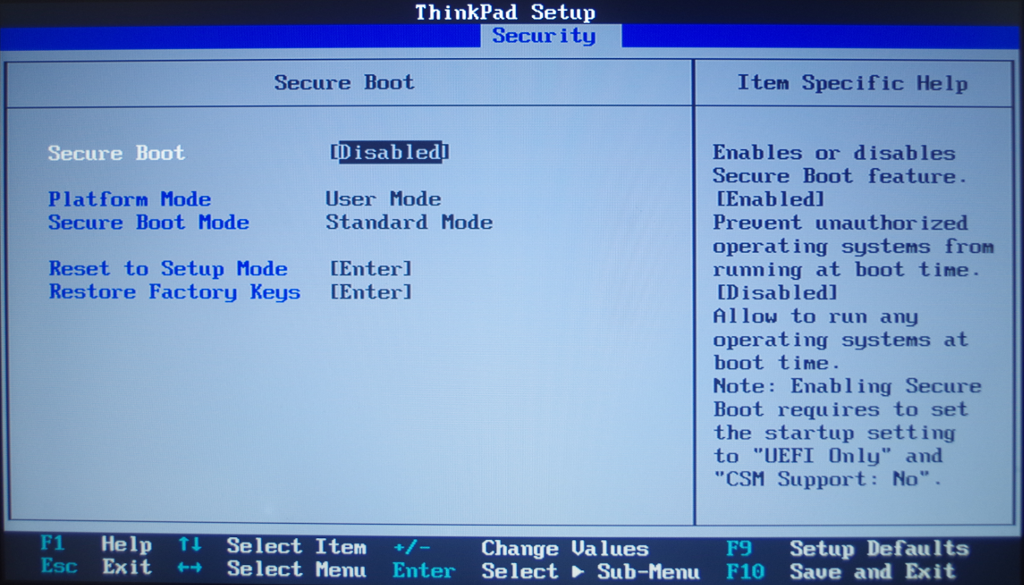 ThinkPad Setup
Security
Secure Boot
Item Specific Help
Secure Boot [Disabled]
Platform Mode User Mode
Secure Boot Mode Standard Mode
Reset to Setup Mode [Enter]
Restore Factory Keys [Enter]
Enables or disables
Secure Boot feature.
[Enabled]
Prevent unauthorized
operating systems from
running at boot time.
[Disabled]
Allow to run any
operating systems at
boot time.
Note: Enabling Secure
Boot requires to set
the startup setting
to "UEFI Only" and
"CSM Support: No".
F1 Help ↑↓ Select Item +/- Change Values F9 Setup Defaults
Esc Exit ←→ Select Menu Enter Select ▶ Sub-Menu F10 Save and Exit